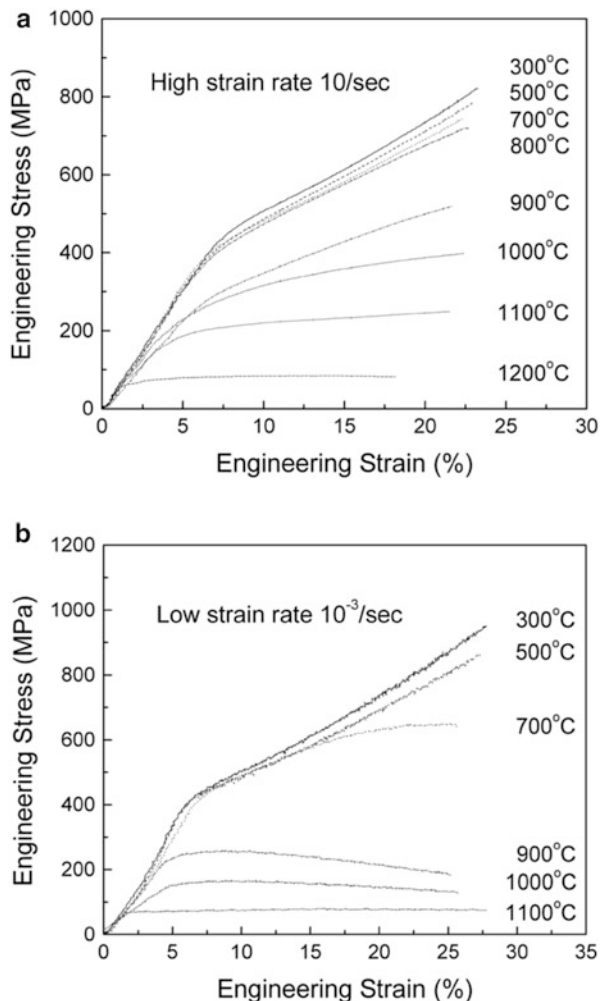 a
1000
800
600
400
200
0
Engineering Stress (MPa)
High strain rate 10/sec
300°C
500°C
700°C
800°C
900°C
1000°C
1100°C
1200°C
0 5 10 15 20 25 30
Engineering Strain (%)
b
1200
1000
800
600
400
200
0
Engineering Stress (MPa)
Low strain rate 10⁻³/sec
300°C
500°C
700°C
900°C
1000°C
1100°C
0 5 10 15 20 25 30 35
Engineering Strain (%)